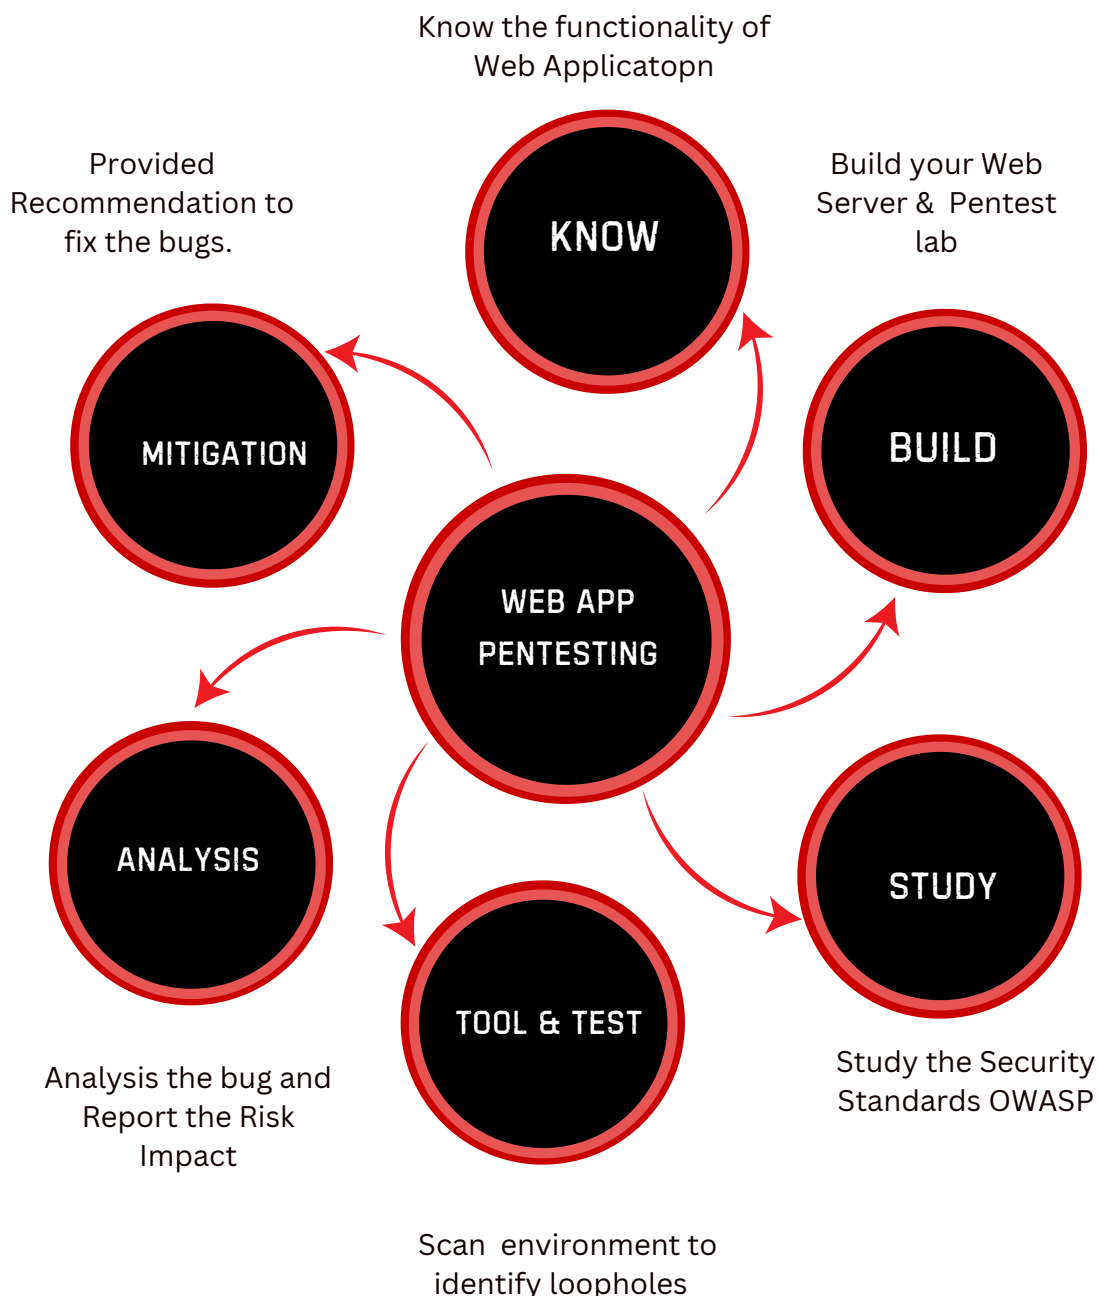 Know the functionality of
Web Applicatopn
KNOW
Build your Web
Server & Pentest
lab
BUILD
Study the Security
Standards OWASP
STUDY
TOOL & TEST
Scan environment to
identify loopholes
ANALYSIS
Analysis the bug and
Report the Risk
Impact
Provided
Recommendation to
fix the bugs.
MITIGATION
WEB APP
PENTESTING